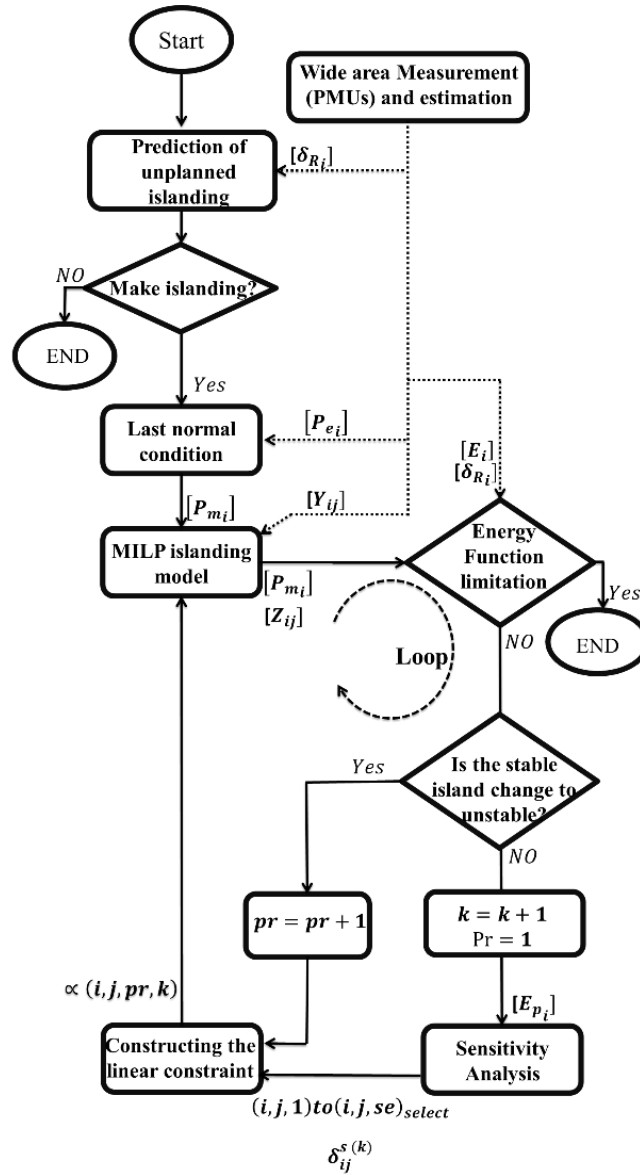 Start
Wide area Measurement
(PMUs) and estimation
Prediction of
unplanned
islanding
[δ_{R_i}]
NO
Make islanding?
END
Yes
Last normal
condition
[P_{e_i}]
[E_i]
[δ_{R_i}]
[P_{m_i}]
[Y_{ij}]
MILP islanding
model
Energy
Function
limitation
[P_{m_i}]
[Z_{ij}]
Yes
END
NO
Loop
Yes
Is the stable
island change to
unstable?
NO
pr = pr + 1
k = k + 1
Pr = 1
∝ (i, j, pr, k)
[E_{p_i}]
Constructing the
linear constraint
Sensitivity
Analysis
(i, j, 1)to(i, j, se)_{select}
δ_{ij}^{s (k)}